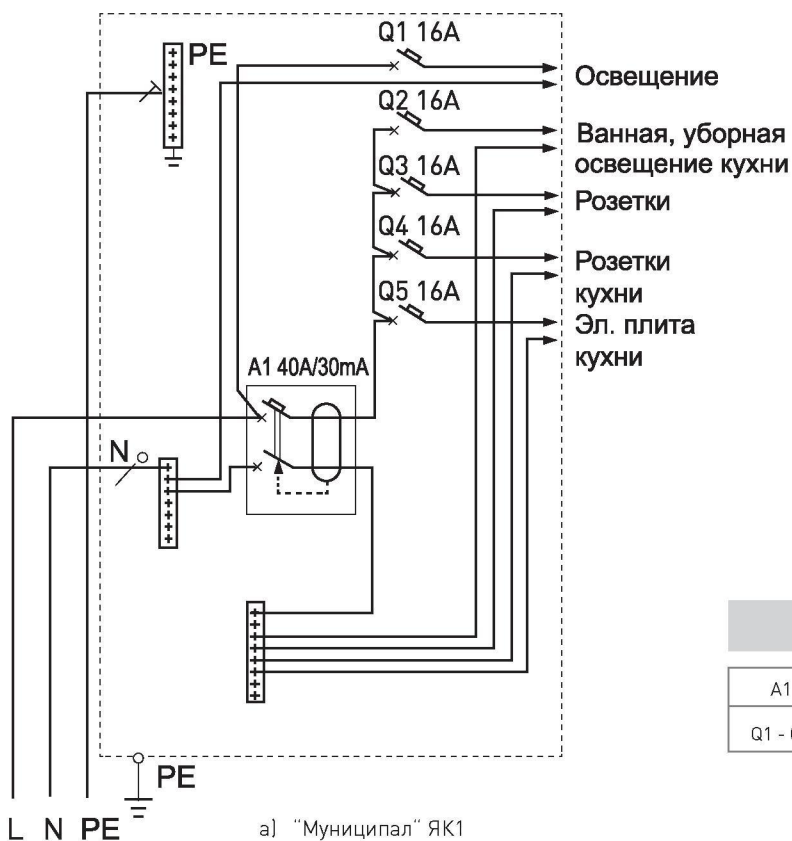 Q1 16A
PE
Освещение
Q2 16A
Ванная, уборная
освещение кухни
Q3 16A
Розетки
Q4 16A
Розетки
кухни
Q5 16A
Эл. плита
кухни
A1 40A/30mA
N
A1
Q1 -
PE
L N PE
а) "Муниципал" ЯК1